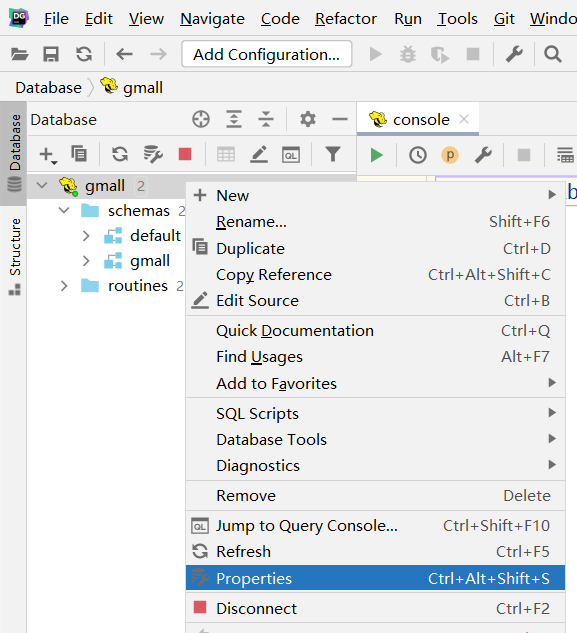 DG File Edit View Navigate Code Refactor Run Tools Git Windo
Add Configuration...
Database gmall
Database console
Database
Structure
QL
p
gmall 2
schemas 2
default
gmall
routines 2
b
New
Rename... Shift+F6
Duplicate Ctrl+D
Copy Reference Ctrl+Alt+Shift+C
Edit Source Ctrl+B
Quick Documentation Ctrl+Q
Find Usages Alt+F7
Add to Favorites
SQL Scripts
Database Tools
Diagnostics
Remove Delete
QL Jump to Query Console... Ctrl+Shift+F10
Refresh Ctrl+F5
Properties Ctrl+Alt+Shift+S
Disconnect Ctrl+F2